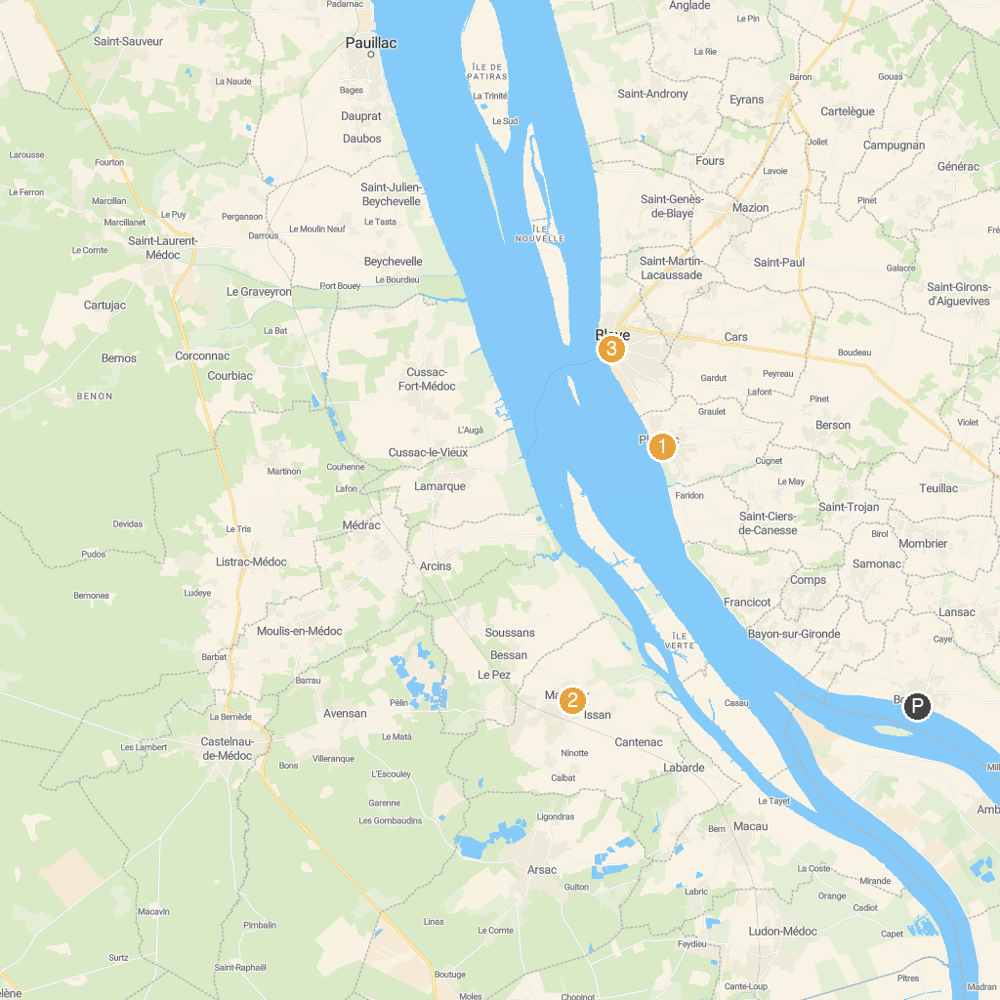 Padamac
Anglade
Le Pin
Saint-Sauveur
Pauillac
La Rie
ÎLE DE
PATIRAS
Baron
Gouas
La Naude
Bages
La Trinité
Saint-Androny
Eyrans
Cartelègue
Dauprat
Le Sud
Daubos
Jollet
Campugnan
Larousse
Fourton
Fours
Lavoie
Générac
Le Ferron
Marcillan
Saint-Julien-
Beychevelle
Saint-Genès-
de-Blaye
Pinet
Mazion
Le Puy
Perganson
Marcillanet
Le Tasta
Le Moulin Neuf
ÎLE
NOUVELLE
Darrous
Saint-Laurent-
Médoc
Le Comte
Beychevelle
Saint-Martin-
Lacaussade
Saint-Paul
Galacre
Le Bourdieu
Port Bouey
Le Graveyron
Saint-Girons-
d'Aiguevives
Cartujac
La Bat
Blaye
Cars
3
Bernos
Corconnac
Boudeau
Courbiac
Cussac-
Fort-Médoc
Gardut
Peyreau
BENON
Lafont
Pinet
Graulet
Violet
L'Augà
Berson
1
Cussac-le-Vieux
Cugnet
Martinon
Couhenne
Lamarque
Lafon
Le May
Teuillac
Faridon
Saint-Trojan
Devidas
Le Tris
Médrac
Saint-Ciers-
de-Canesse
Birol
Mombrier
Pudos
Listrac-Médoc
Arcins
Samonac
Comps
Bernones
Ludeye
Francicot
Lansac
Moulis-en-Médoc
Soussans
Bayon-sur-Gironde
ÎLE
VERTE
Caye
Barbat
Bessan
Barrau
Le Pez
2
Pèlin
Casau
P
La Bernède
Avensan
Issan
Le Matà
Castelnau-
de-Médoc
Les Lambert
Cantenac
Ninotte
Villeranque
Bons
Labarde
L'Escouley
Calbat
Garenne
Le Tayet
Les Gombaudins
Ligondras
Bern
Macau
Arsac
La Coste
Mirande
Guiton
Labric
Orange
Cadiot
Macavin
Linas
Pimbalin
Le Comte
Ludon-Médoc
Capet
Feydieu
Surtz
Saint-Raphaël
Boutuge
Pitres
Cante-Loup
Madran
Moles
Chopinot